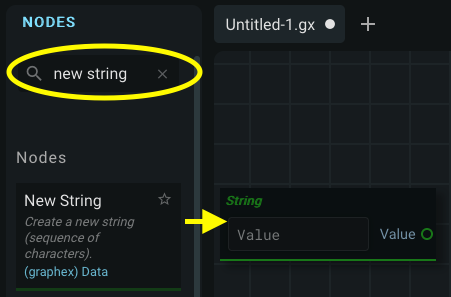 NODES
Untitled-1.gx
new string
Nodes
New String
Create a new string
(sequence of
characters).
(graphex) Data
String
Value
Value